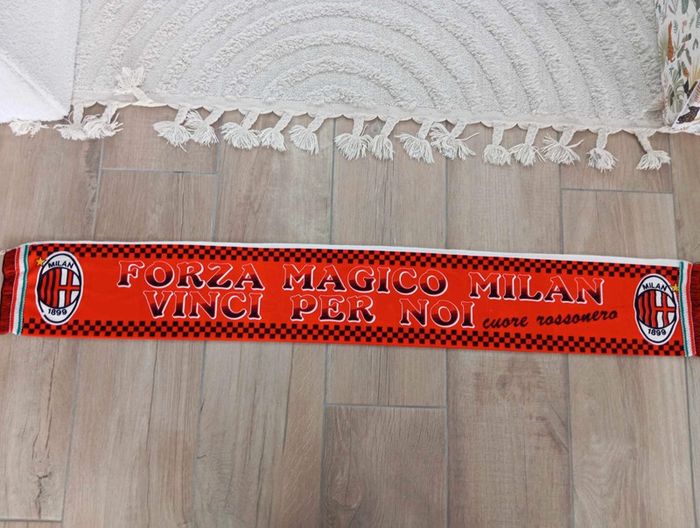 MILAN
1899
FORZA MAGICO MILAN
VINCI PER NOI
cuore rossonero
MILAN
1899